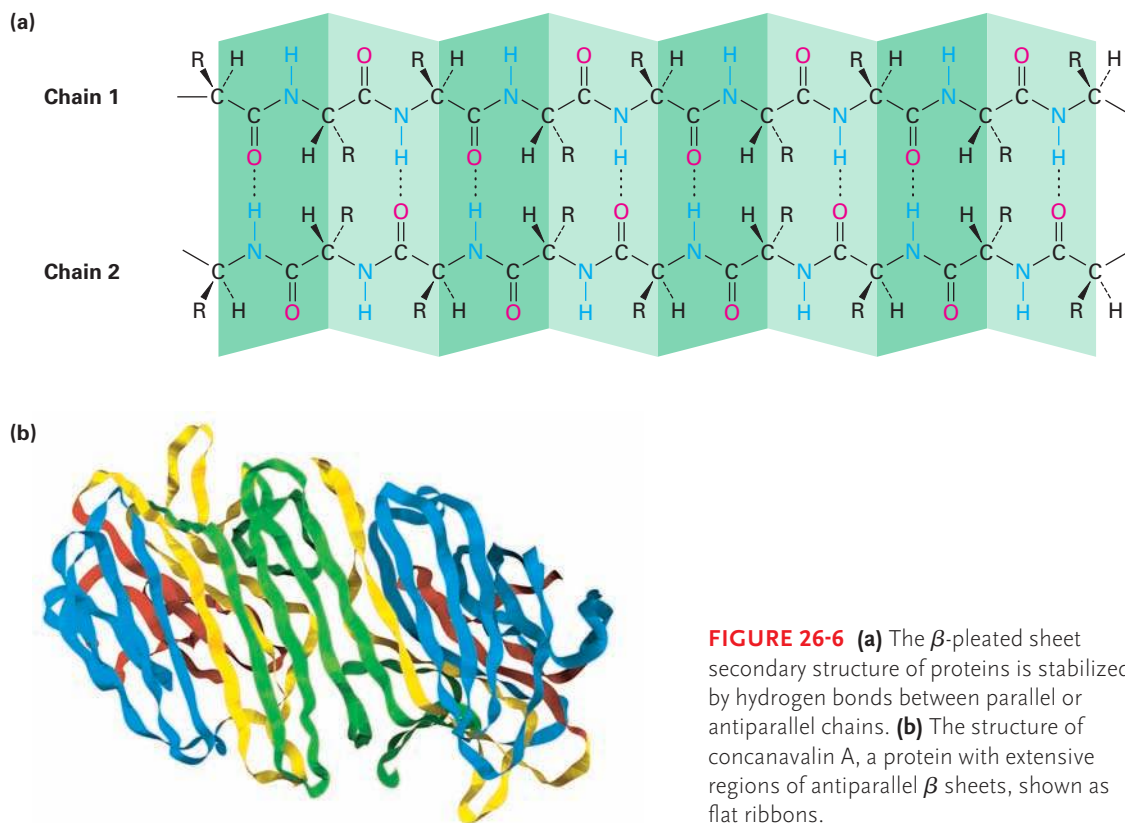 (a)
R H H O R H H O R H H O R H H O R H
Chain 1
C C N C C N C C N C C N C C N C C N C C N C C N C
O H R H O H R H O H R H O H R H
H H R O H H R O H H R O H H R O
Chain 2
C N C C N C C N C C N C C N C C N C C N C C N C C
R H O H R H O H R H O H R H O H R H
(b)
FIGURE 26-6 (a) The β-pleated sheet
secondary structure of proteins is stabilized
by hydrogen bonds between parallel or
antiparallel chains. (b) The structure of
concanavalin A, a protein with extensive
regions of antiparallel β sheets, shown as
flat ribbons.